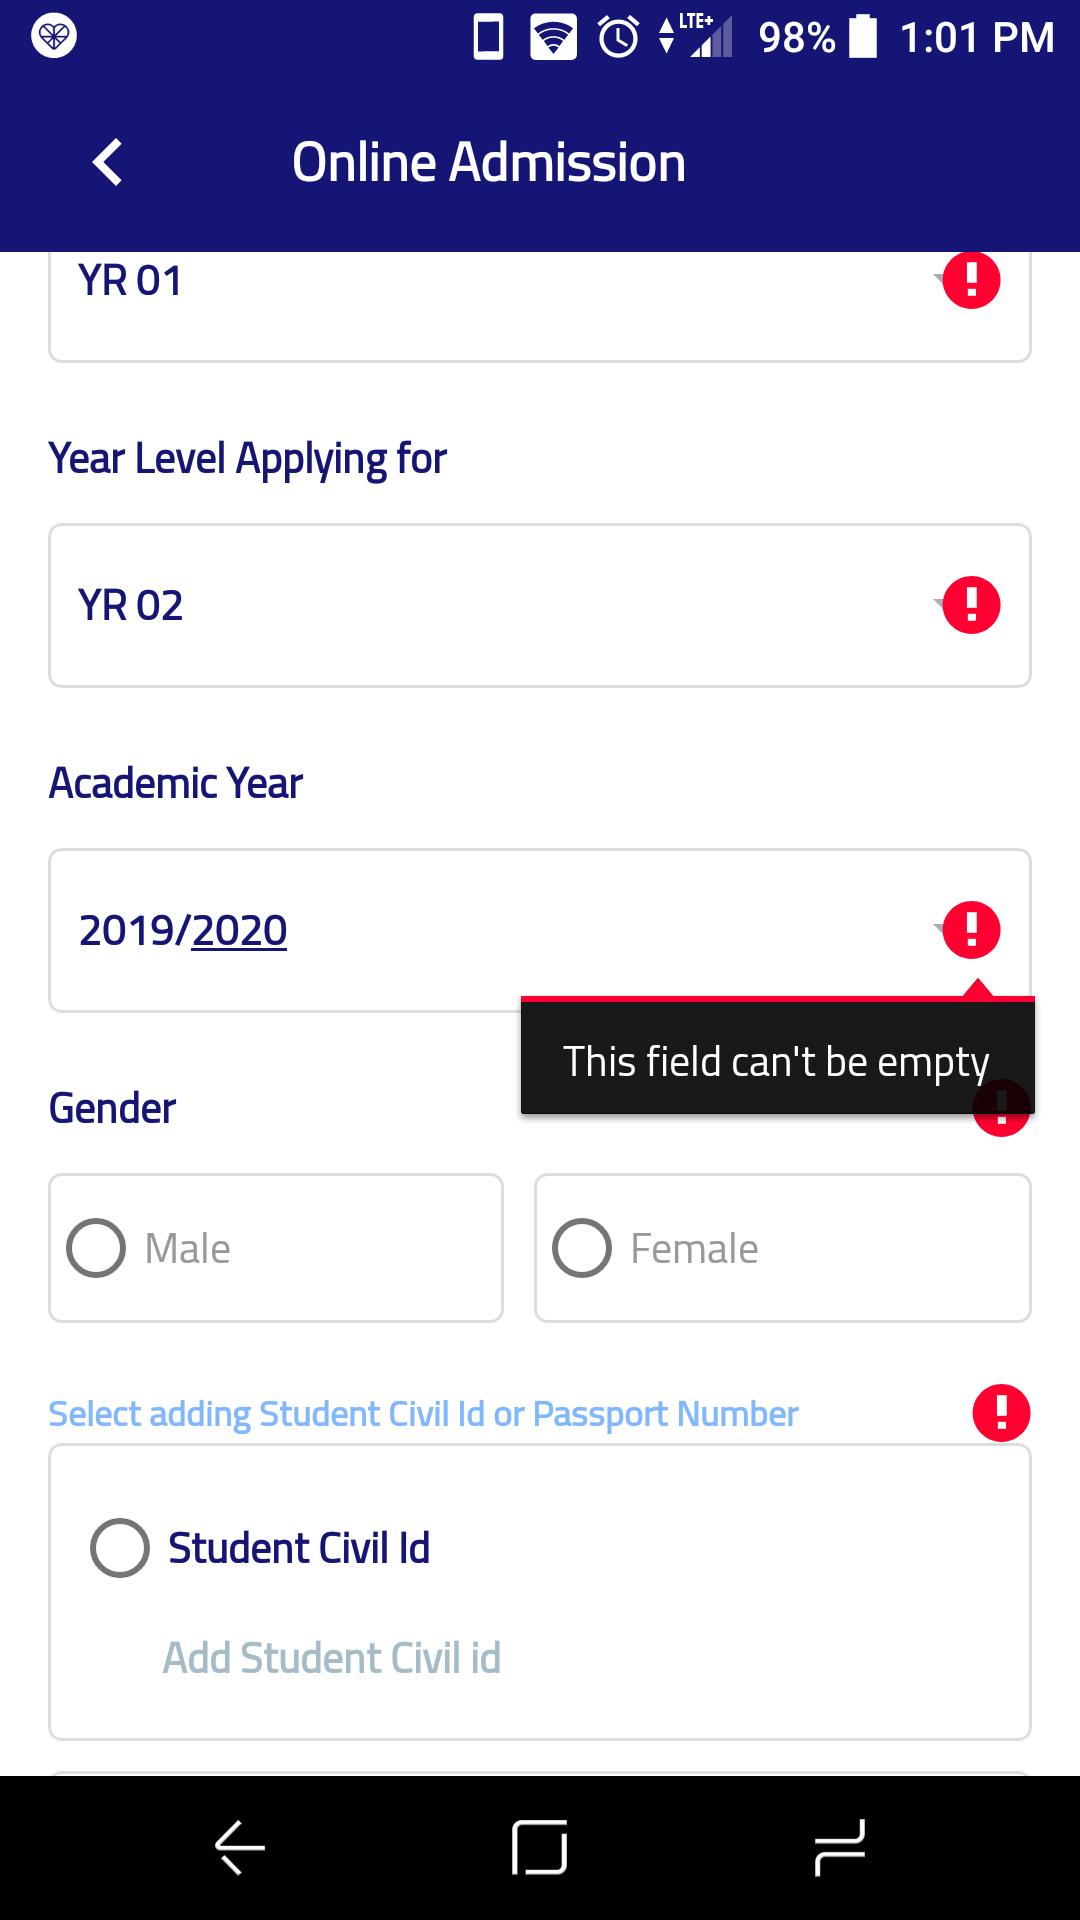 LTE+ 98% 1:01 PM
Online Admission
YR 01
Year Level Applying for
YR 02
Academic Year
2019/2020
This field can't be empty
Gender
Male Female
Select adding Student Civil Id or Passport Number
Student Civil Id
Add Student Civil id